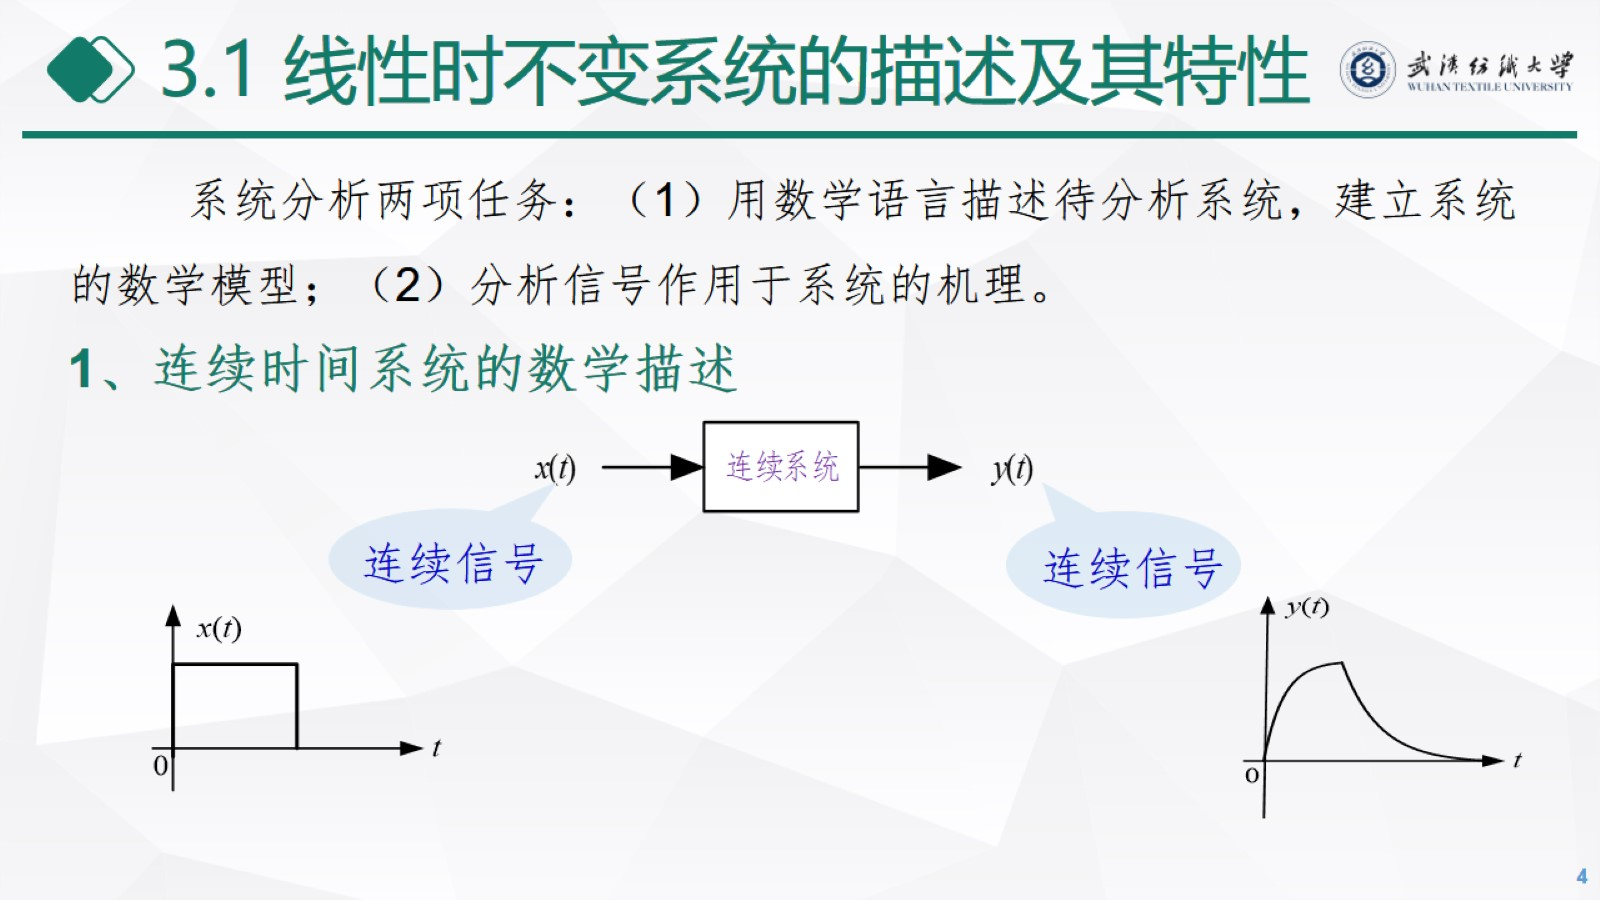 3.1 线性时不变系统的描述及其特性
武汉纺织大学
WUHAN TEXTILE UNIVERSITY
系统分析两项任务：（1）用数学语言描述待分析系统，建立系统
的数学模型；（2）分析信号作用于系统的机理。
1、连续时间系统的数学描述
x(t) 连续系统 y(t)
连续信号 连续信号
x(t)
t
0
y(t)
t
0
4